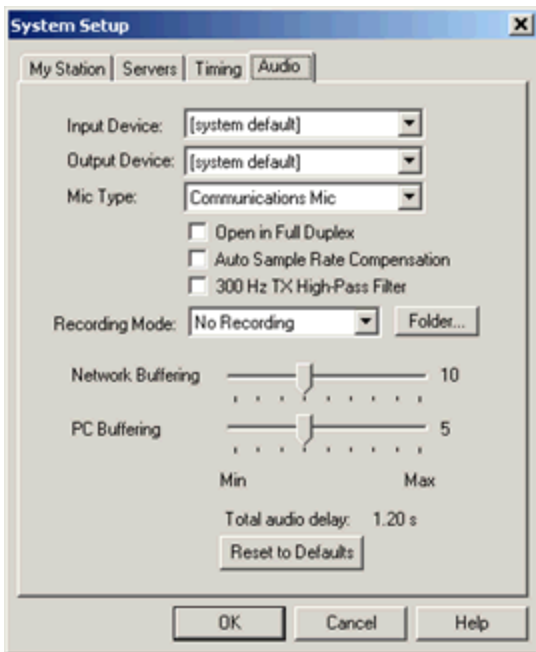 System Setup
My Station Servers Timing Audio
Input Device: [system default]
Output Device: [system default]
Mic Type: Communications Mic
Open in Full Duplex
Auto Sample Rate Compensation
300 Hz TX High-Pass Filter
Recording Mode: No Recording Folder...
Network Buffering 10
PC Buffering 5
Min Max
Total audio delay: 1.20 s
Reset to Defaults
OK Cancel Help